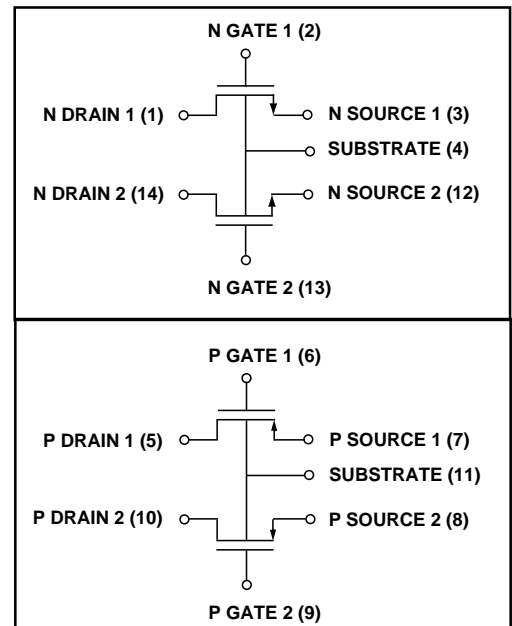 N GATE 1 (2)
N DRAIN 1 (1)
N SOURCE 1 (3)
SUBSTRATE (4)
N DRAIN 2 (14)
N SOURCE 2 (12)
N GATE 2 (13)
P GATE 1 (6)
P DRAIN 1 (5)
P SOURCE 1 (7)
SUBSTRATE (11)
P DRAIN 2 (10)
P SOURCE 2 (8)
P GATE 2 (9)